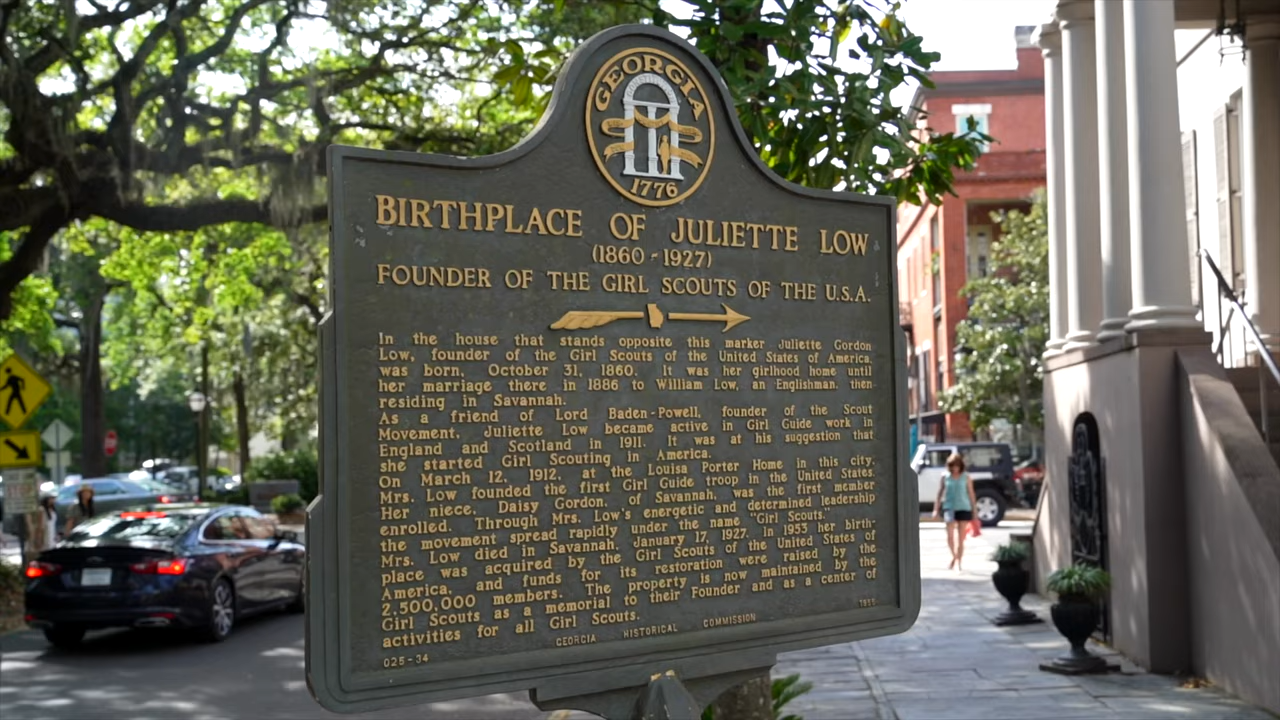 GEORGIA
1776
BIRTHPLACE OF JULIETTE LOW
(1860-1927)
FOUNDER OF THE GIRL SCOUTS OF THE U.S.A.
In the house that stands opposite this marker Juliette Gordon
Low, founder of the Girl Scouts of the United States of America,
was born, October 31, 1860. It was her girlhood home until
her marriage there in 1886 to William Low, an Englishman, then
residing in Savannah.
As a friend of Lord Baden-Powell, founder of the Scout
Movement, Juliette Low became active in Girl Guide work in
England and Scotland in 1911. It was at his suggestion that
she started Girl Scouting in America.
On March 12, 1912, at the Louisa Porter Home in this city,
Mrs. Low founded the first Girl Guide troop in the United States.
Her niece, Daisy Gordon, of Savannah, was the first member
enrolled. Through Mrs. Low's energetic and determined leadership
the movement spread rapidly under the name "Girl Scouts."
Mrs. Low died in Savannah, January 17, 1927. In 1953 her birth-
place was acquired by the Girl Scouts of the United States of
America, and funds for its restoration were raised by the
2,500,000 members. The property is now maintained by the
Girl Scouts as a memorial to their Founder and as a center of
activities for all Girl Scouts.
025-34 GEORGIA HISTORICAL COMMISSION 1955